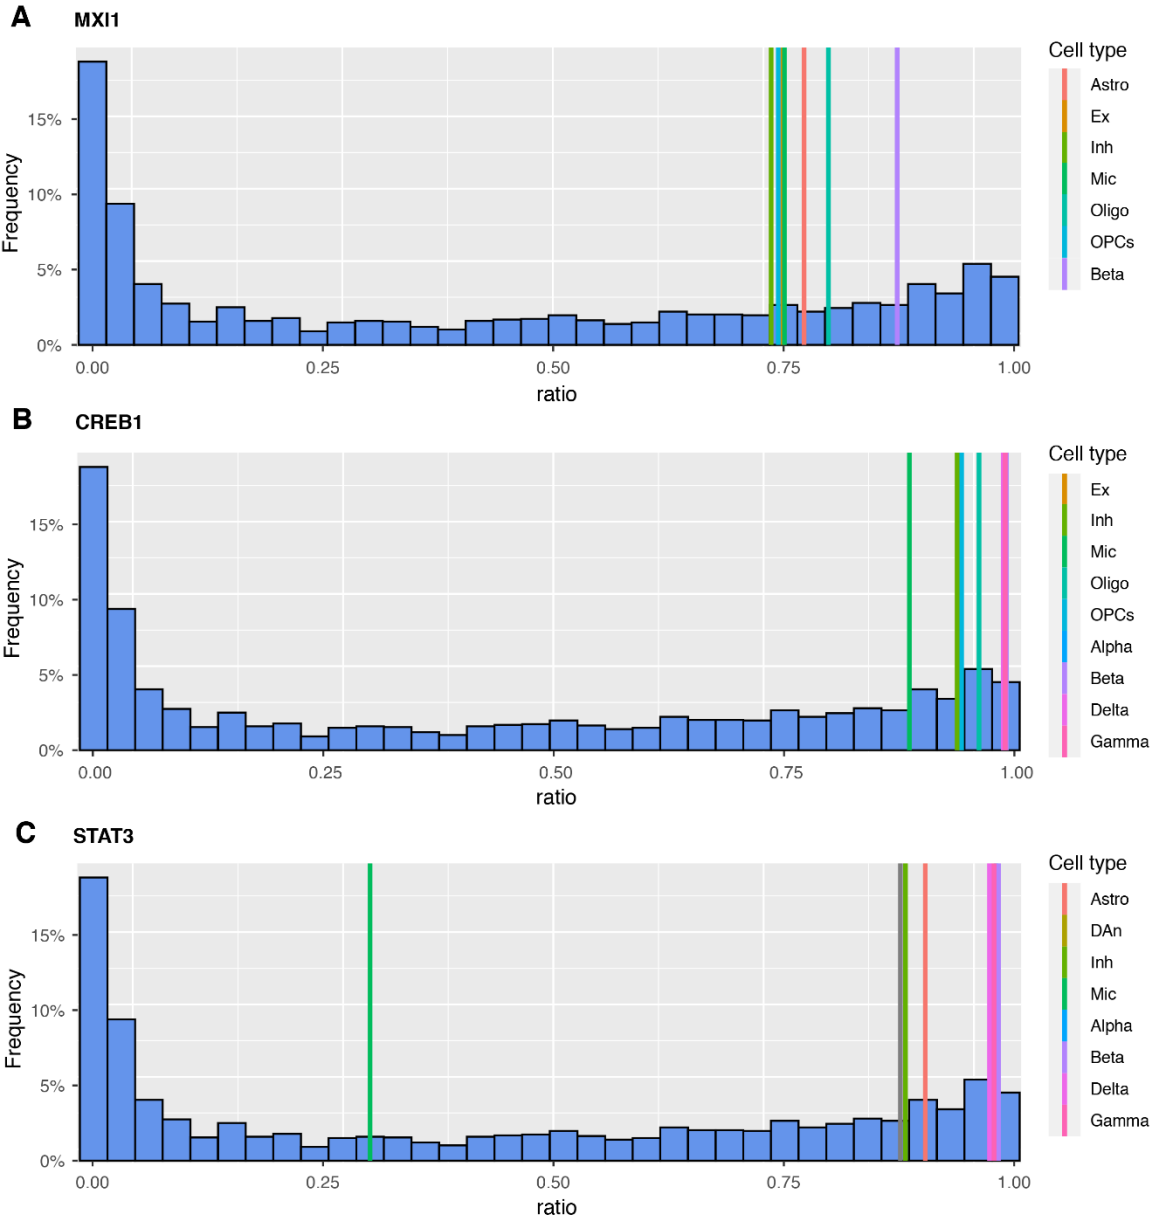 A MXI1
Cell type
Astro
Ex
Inh
Mic
Oligo
OPCs
Beta
Frequency
15%
10%
5%
0%
0.00 0.25 0.50 0.75 1.00
ratio
B CREB1
Cell type
Ex
Inh
Mic
Oligo
OPCs
Alpha
Beta
Delta
Gamma
Frequency
15%
10%
5%
0%
0.00 0.25 0.50 0.75 1.00
ratio
C STAT3
Cell type
Astro
DAn
Inh
Mic
Alpha
Beta
Delta
Gamma
Frequency
15%
10%
5%
0%
0.00 0.25 0.50 0.75 1.00
ratio